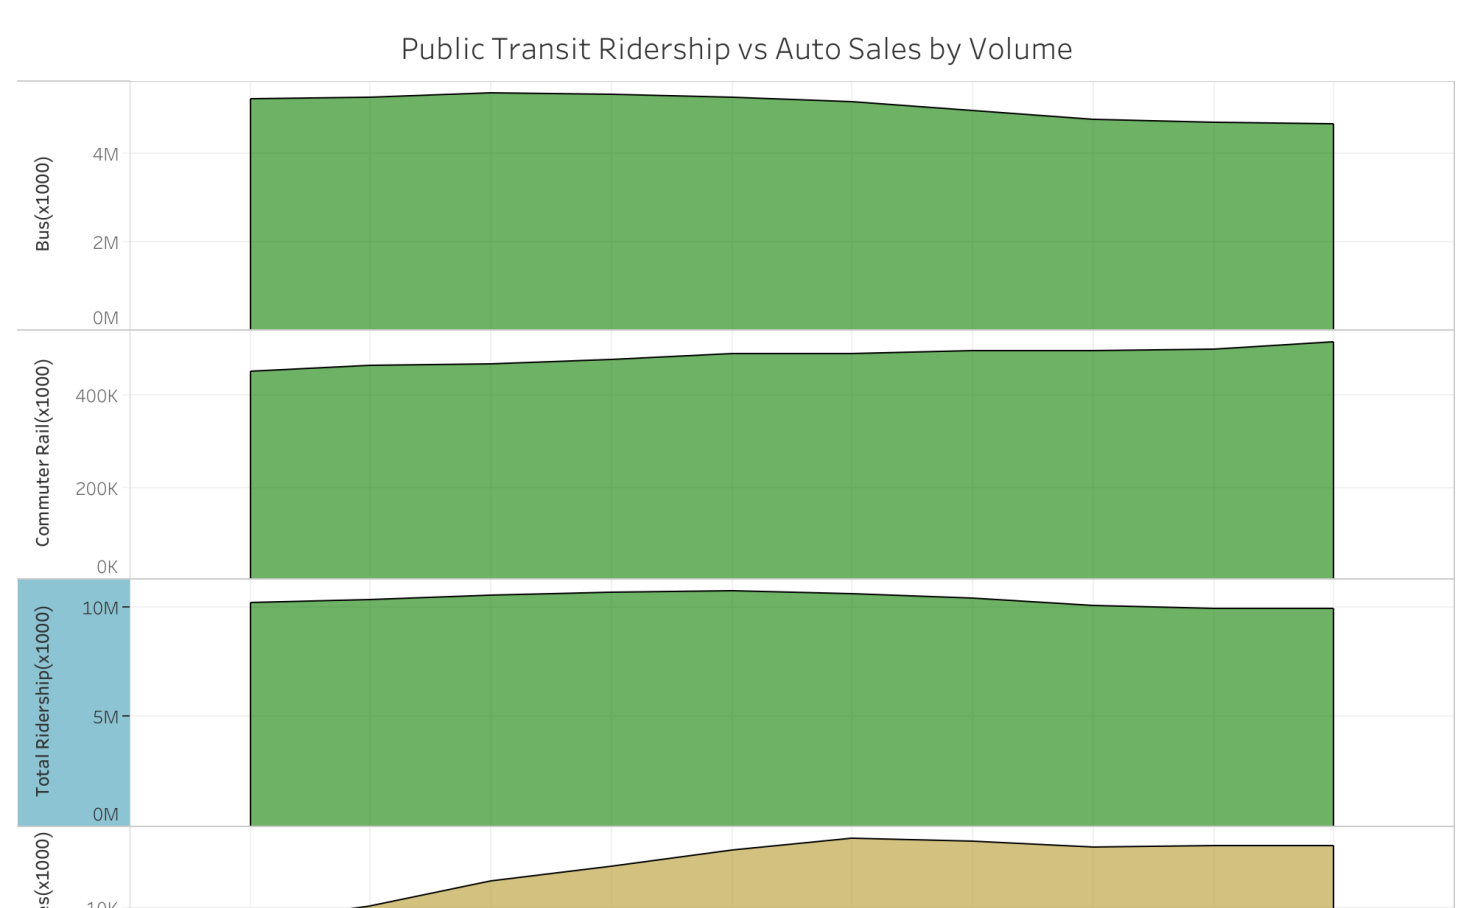 Public Transit Ridership vs Auto Sales by Volume
Bus(x1000)
4M
2M
0M
Commuter Rail(x1000)
400K
200K
0K
Total Ridership(x1000)
10M
5M
0M
es(x1000)
10K